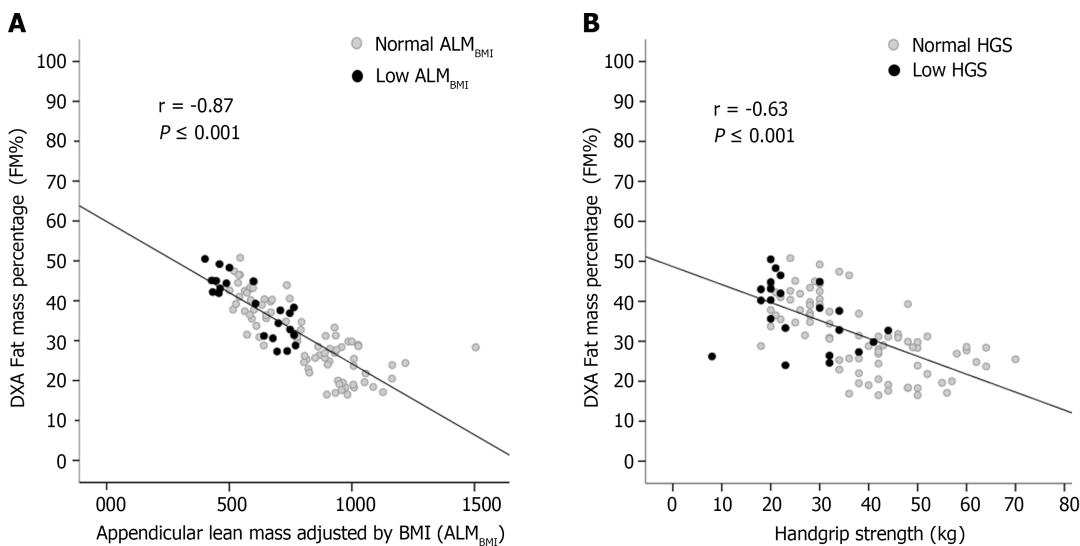 A
Normal ALM_BMI
Low ALM_BMI
r = -0.87
P ≤ 0.001
DXA Fat mass percentage (FM%)
100
90
80
70
60
50
40
30
20
10
0
000 500 1000 1500
Appendicular lean mass adjusted by BMI (ALM_BMI)
B
Normal HGS
Low HGS
r = -0.63
P ≤ 0.001
DXA Fat mass percentage (FM%)
100
90
80
70
60
50
40
30
20
10
0
0 10 20 30 40 50 60 70 80
Handgrip strength (kg)